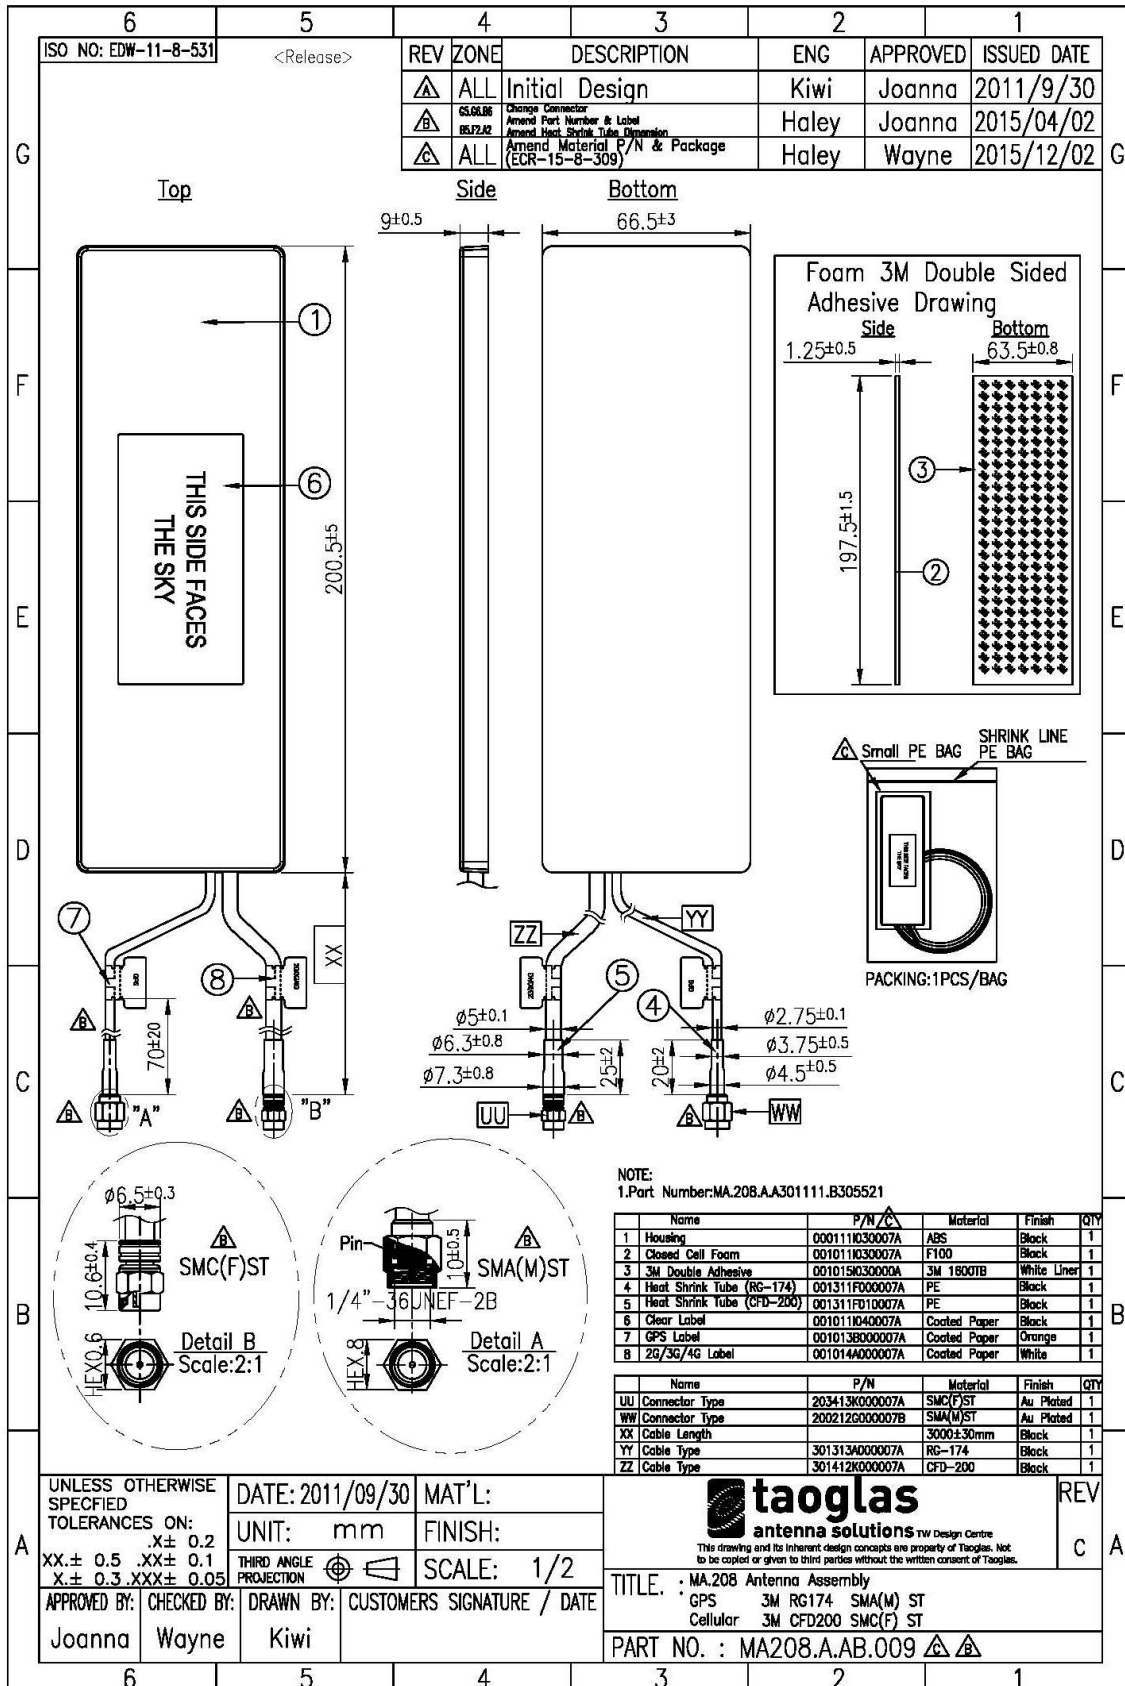 6 5 4 3 2 1
ISO NO: EDW-11-8-531
<Release>
REV ZONE DESCRIPTION ENG APPROVED ISSUED DATE
A ALL Initial Design Kiwi Joanna 2011/9/30
B G5,G6,B6 B5,F2,A2 Change Connector
Amend Part Number & Label
Amend Heat Shrink Tube Dimension
Haley Joanna 2015/04/02
C ALL Amend Material P/N & Package
(ECR-15-8-309)
Haley Wayne 2015/12/02
G G
F F
E E
D D
C C
B B
A A
Top
Side
Bottom
9±0.5
66.5±3
1
6
THIS SIDE FACES
THE SKY
200.5±5
Foam 3M Double Sided
Adhesive Drawing
Side
Bottom
1.25±0.5
63.5±0.8
3
197.5±1.5
2
C Small PE BAG
SHRINK LINE
PE BAG
THIS SIDE FACES
THE SKY
PACKING:1PCS/BAG
7
GPS
8
2G/3G/4G
XX
B
B
70±20
B "A"
B "B"
ZZ
YY
5
4
ø5±0.1
ø6.3±0.8
ø7.3±0.8
25±2
20±2
ø2.75±0.1
ø3.75±0.5
ø4.5±0.5
UU B
B WW
ø6.5±0.3
10.6±0.4
B
SMC(F)ST
HEX0.6
Detail B
Scale:2:1
Pin
10±0.5
B
SMA(M)ST
1/4"-36UNEF-2B
HEX.8
Detail A
Scale:2:1
NOTE:
1.Part Number:MA.208.A.A301111.B305521
Name P/N C Material Finish QTY
1 Housing 000111K030007A ABS Black 1
2 Closed Cell Foam 001011K030007A F100 Black 1
3 3M Double Adhesive 001015K030000A 3M 1600TB White Liner 1
4 Heat Shrink Tube (RG-174) 001311F000007A PE Black 1
5 Heat Shrink Tube (CFD-200) 001311F010007A PE Black 1
6 Clear Label 001011K040007A Coated Paper Black 1
7 GPS Label 001013B000007A Coated Paper Orange 1
8 2G/3G/4G Label 001014A000007A Coated Paper White 1
Name P/N Material Finish QTY
UU Connector Type 203413K000007A SMC(F)ST Au Plated 1
WW Connector Type 200212G000007B SMA(M)ST Au Plated 1
XX Cable Length 3000±30mm Black 1
YY Cable Type 301313A000007A RG-174 Black 1
ZZ Cable Type 301412K000007A CFD-200 Black 1
UNLESS OTHERWISE
SPECFIED
TOLERANCES ON:
.X± 0.2
XX.± 0.5 .XX± 0.1
X.± 0.3 .XXX± 0.05
DATE: 2011/09/30
MAT'L:
UNIT: mm
FINISH:
THIRD ANGLE
PROJECTION
SCALE: 1/2
APPROVED BY: CHECKED BY: DRAWN BY: CUSTOMERS SIGNATURE / DATE
Joanna Wayne Kiwi
taoglas
antenna solutions TW Design Centre
This drawing and its inherent design concepts are property of Taoglas. Not
to be copied or given to third parties without the written consent of Taoglas.
REV
C
TITLE. : MA.208 Antenna Assembly
GPS 3M RG174 SMA(M) ST
Cellular 3M CFD200 SMC(F) ST
PART NO. : MA208.A.AB.009 C B
6 5 4 3 2 1